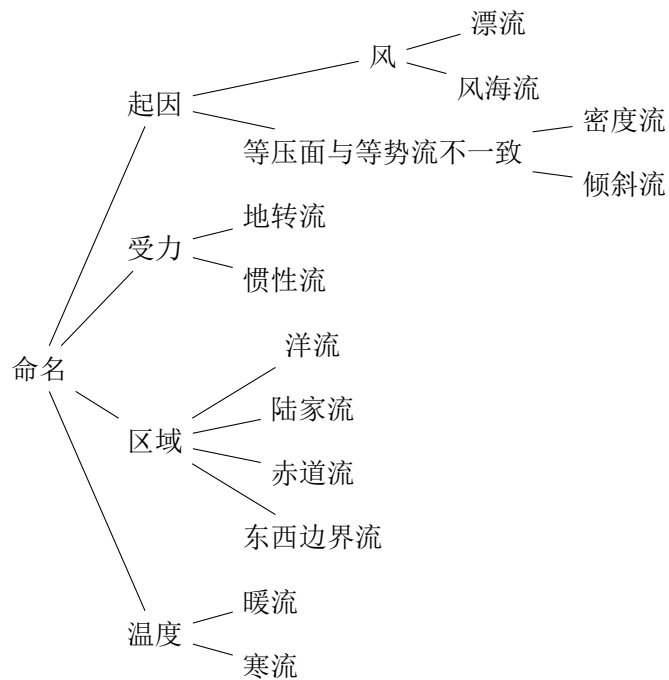 漂流
风
风海流
起因
密度流
等压面与等势流不一致
倾斜流
地转流
受力
惯性流
洋流
命名
陆家流
区域
赤道流
东西边界流
暖流
温度
寒流